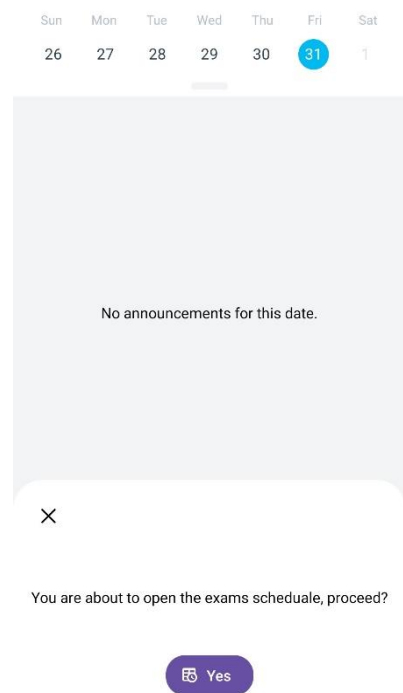 Sun Mon Tue Wed Thu Fri Sat
26 27 28 29 30 31 1
No announcements for this date.
You are about to open the exams scheduale, proceed?
Yes